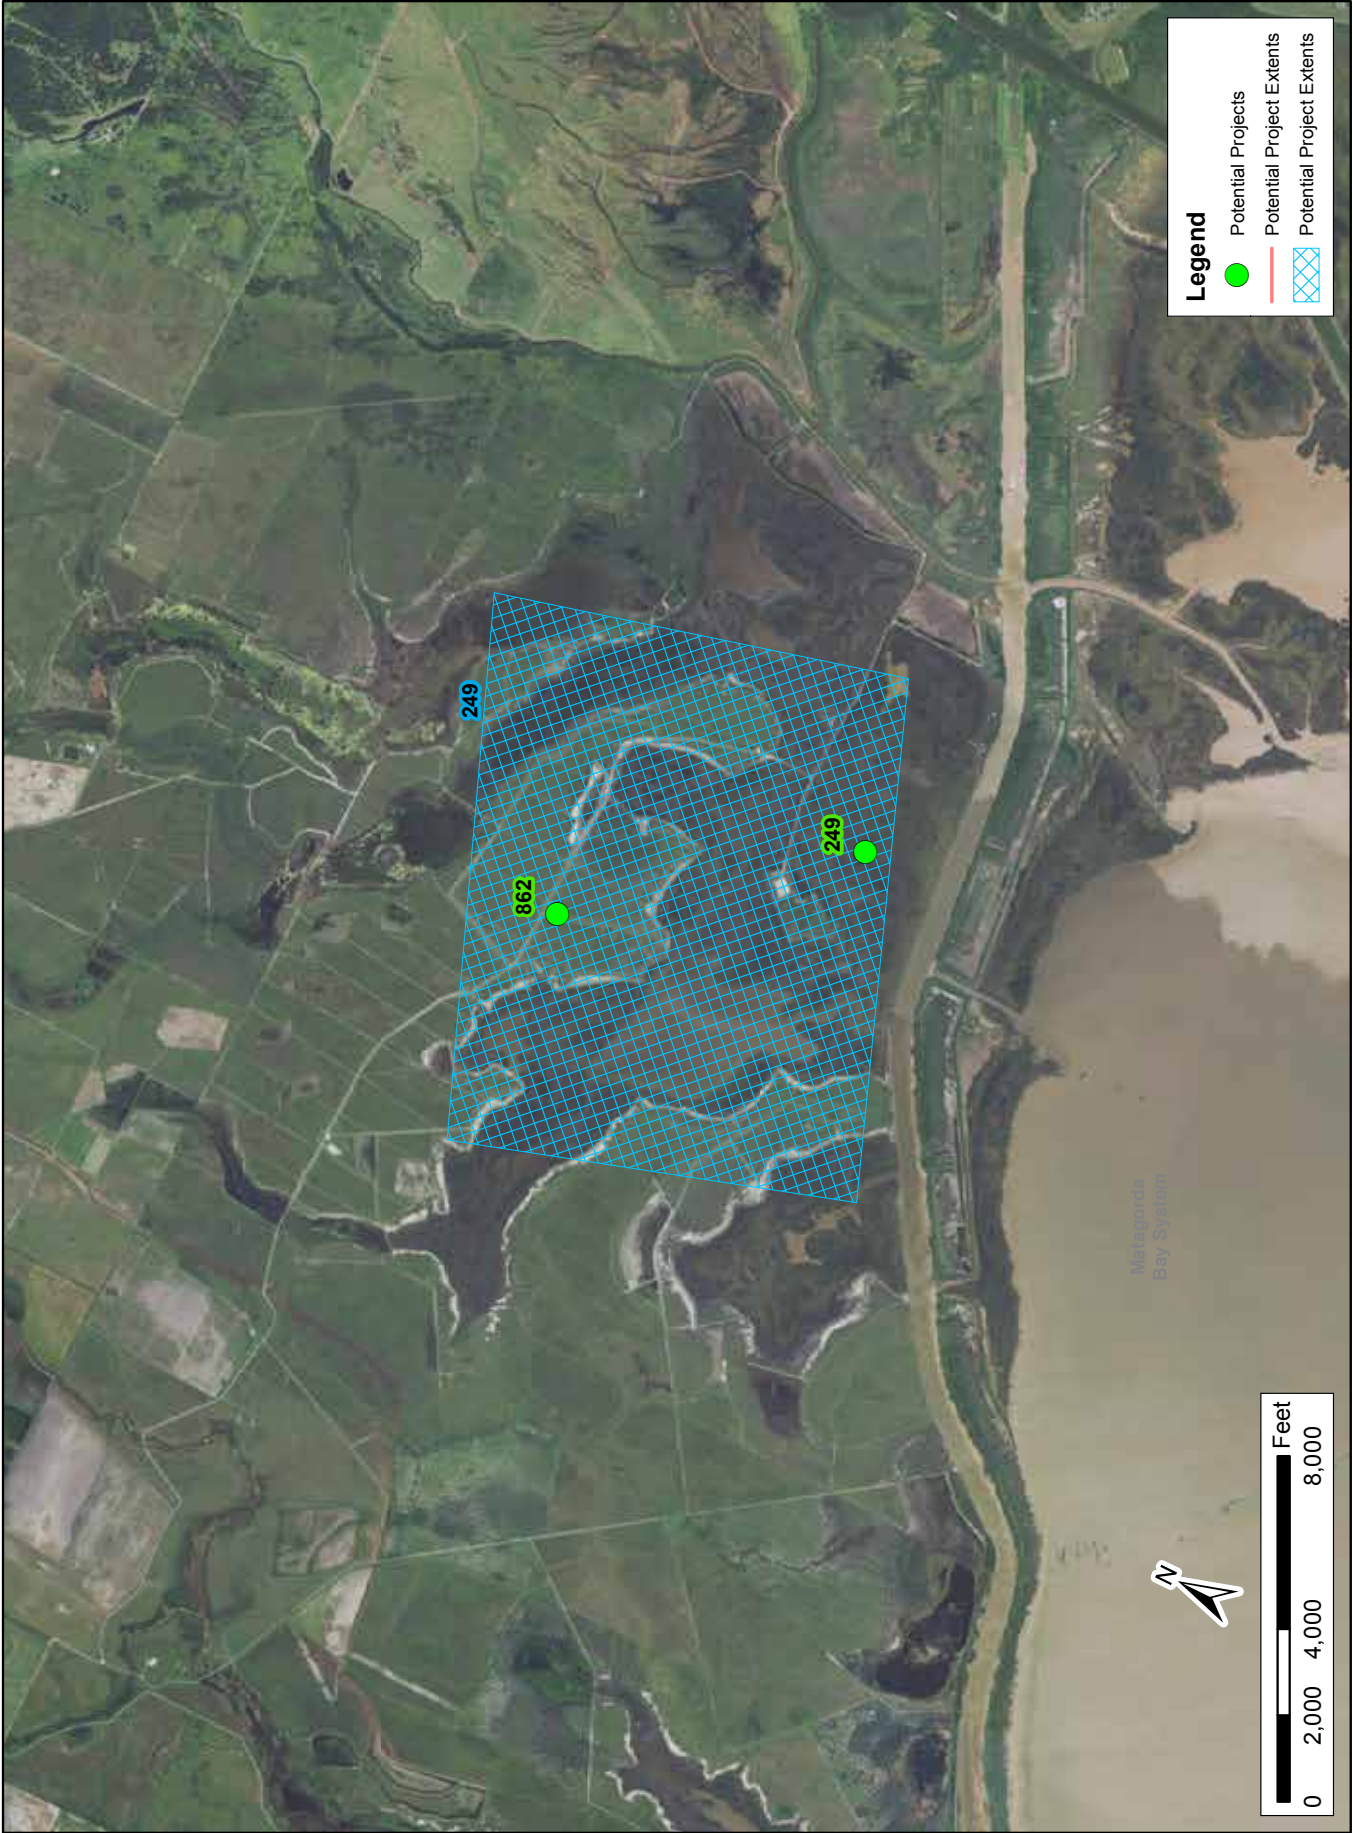 249
862
249
Matagorda
Bay Sysrem
Legend
Potential Projects
Potential Project Extents
Potential Project Extents
N
Feet
0 2,000 4,000 8,000